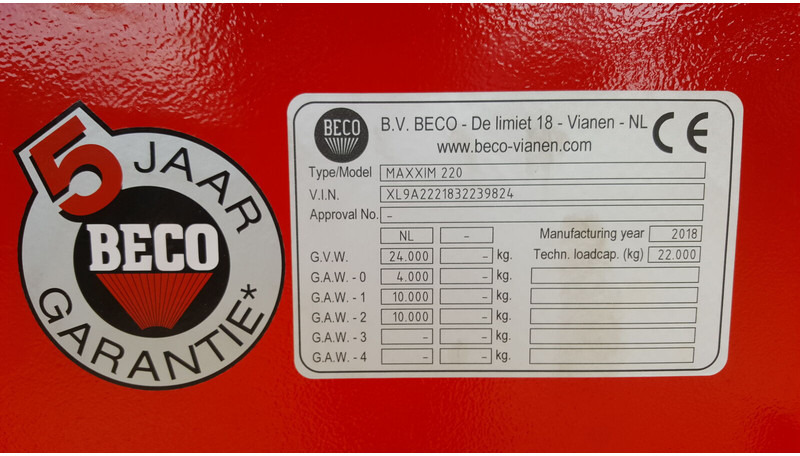 5 JAAR
BECO
GARANTIE*
BECO
B.V. BECO - De limiet 18 - Vianen - NL CE
www.beco-vianen.com
Type/Model MAXXIM 220
V.I.N. XL9A2221832239824
Approval No. -
NL - Manufacturing year 2018
G.V.W. 24.000 - kg. Techn. loadcap. (kg) 22.000
G.A.W. - 0 4.000 - kg.
G.A.W. - 1 10.000 - kg.
G.A.W. - 2 10.000 - kg.
G.A.W. - 3 - - kg.
G.A.W. - 4 - - kg.